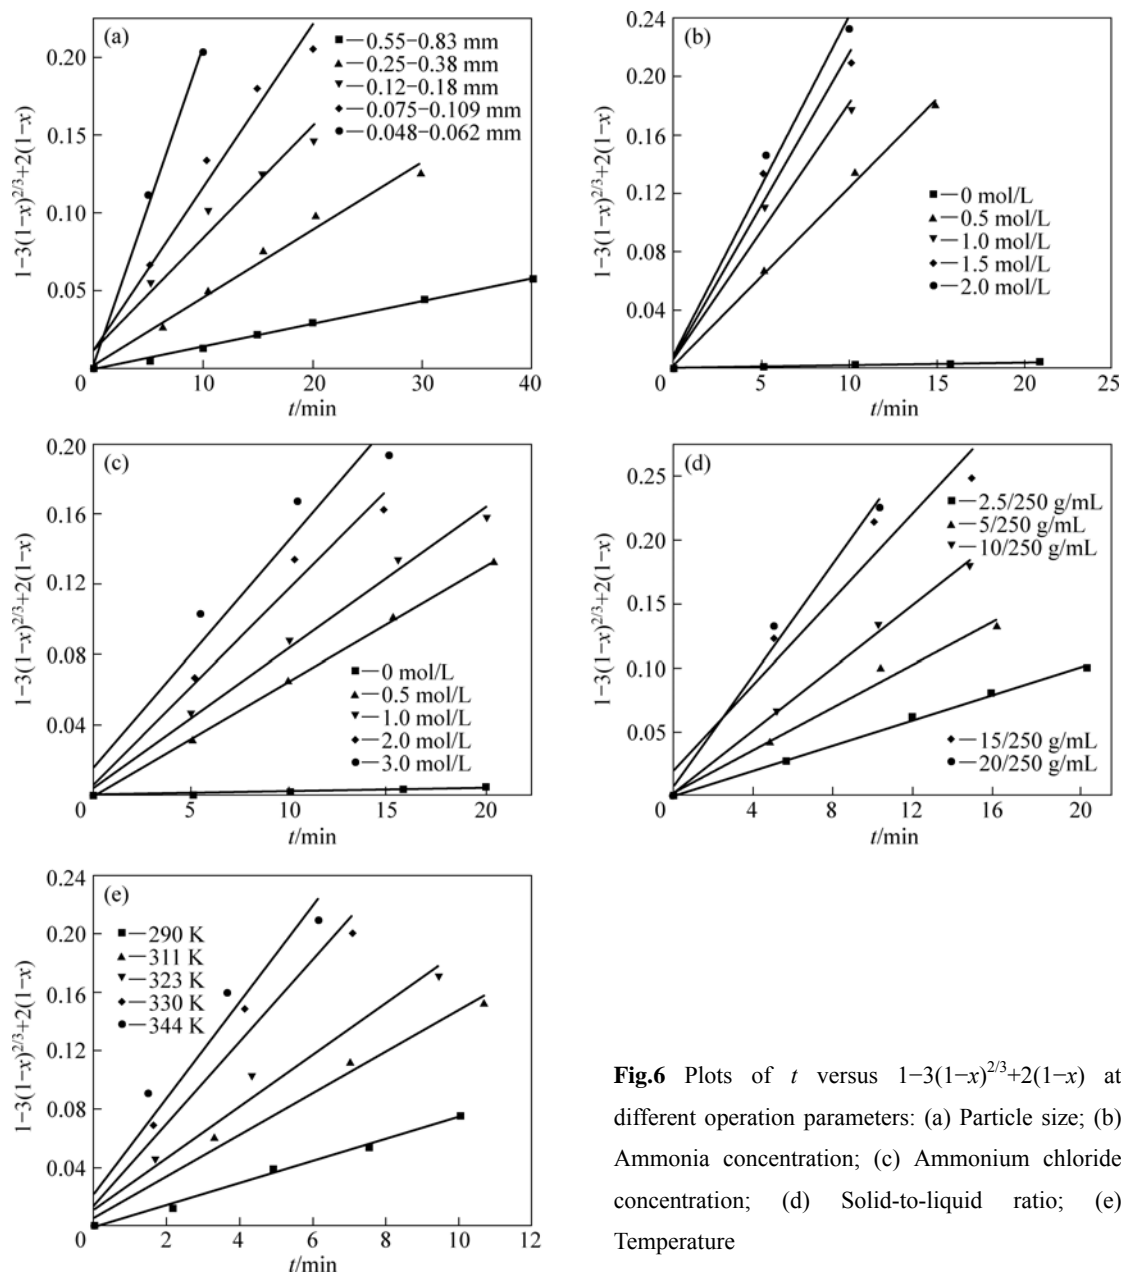 (a)
0.20
0.15
0.10
0.05
0
10
20
30
40
1−3(1−x)^{2/3}+2(1−x)
t/min
0.55−0.83 mm
0.25−0.38 mm
0.12−0.18 mm
0.075−0.109 mm
0.048−0.062 mm
(b)
0.24
0.20
0.16
0.12
0.08
0.04
0
5
10
15
20
25
1−3(1−x)^{2/3}+2(1−x)
t/min
0 mol/L
0.5 mol/L
1.0 mol/L
1.5 mol/L
2.0 mol/L
(c)
0.20
0.16
0.12
0.08
0.04
0
5
10
15
20
1−3(1−x)^{2/3}+2(1−x)
t/min
0 mol/L
0.5 mol/L
1.0 mol/L
2.0 mol/L
3.0 mol/L
(d)
0.25
0.20
0.15
0.10
0.05
0
4
8
12
16
20
1−3(1−x)^{2/3}+2(1−x)
t/min
2.5/250 g/mL
5/250 g/mL
10/250 g/mL
15/250 g/mL
20/250 g/mL
(e)
0.24
0.20
0.16
0.12
0.08
0.04
0
2
4
6
8
10
12
1−3(1−x)^{2/3}+2(1−x)
t/min
290 K
311 K
323 K
330 K
344 K
Fig.6 Plots of t versus 1−3(1−x)^{2/3}+2(1−x) at
different operation parameters: (a) Particle size; (b)
Ammonia concentration; (c) Ammonium chloride
concentration; (d) Solid-to-liquid ratio; (e)
Temperature